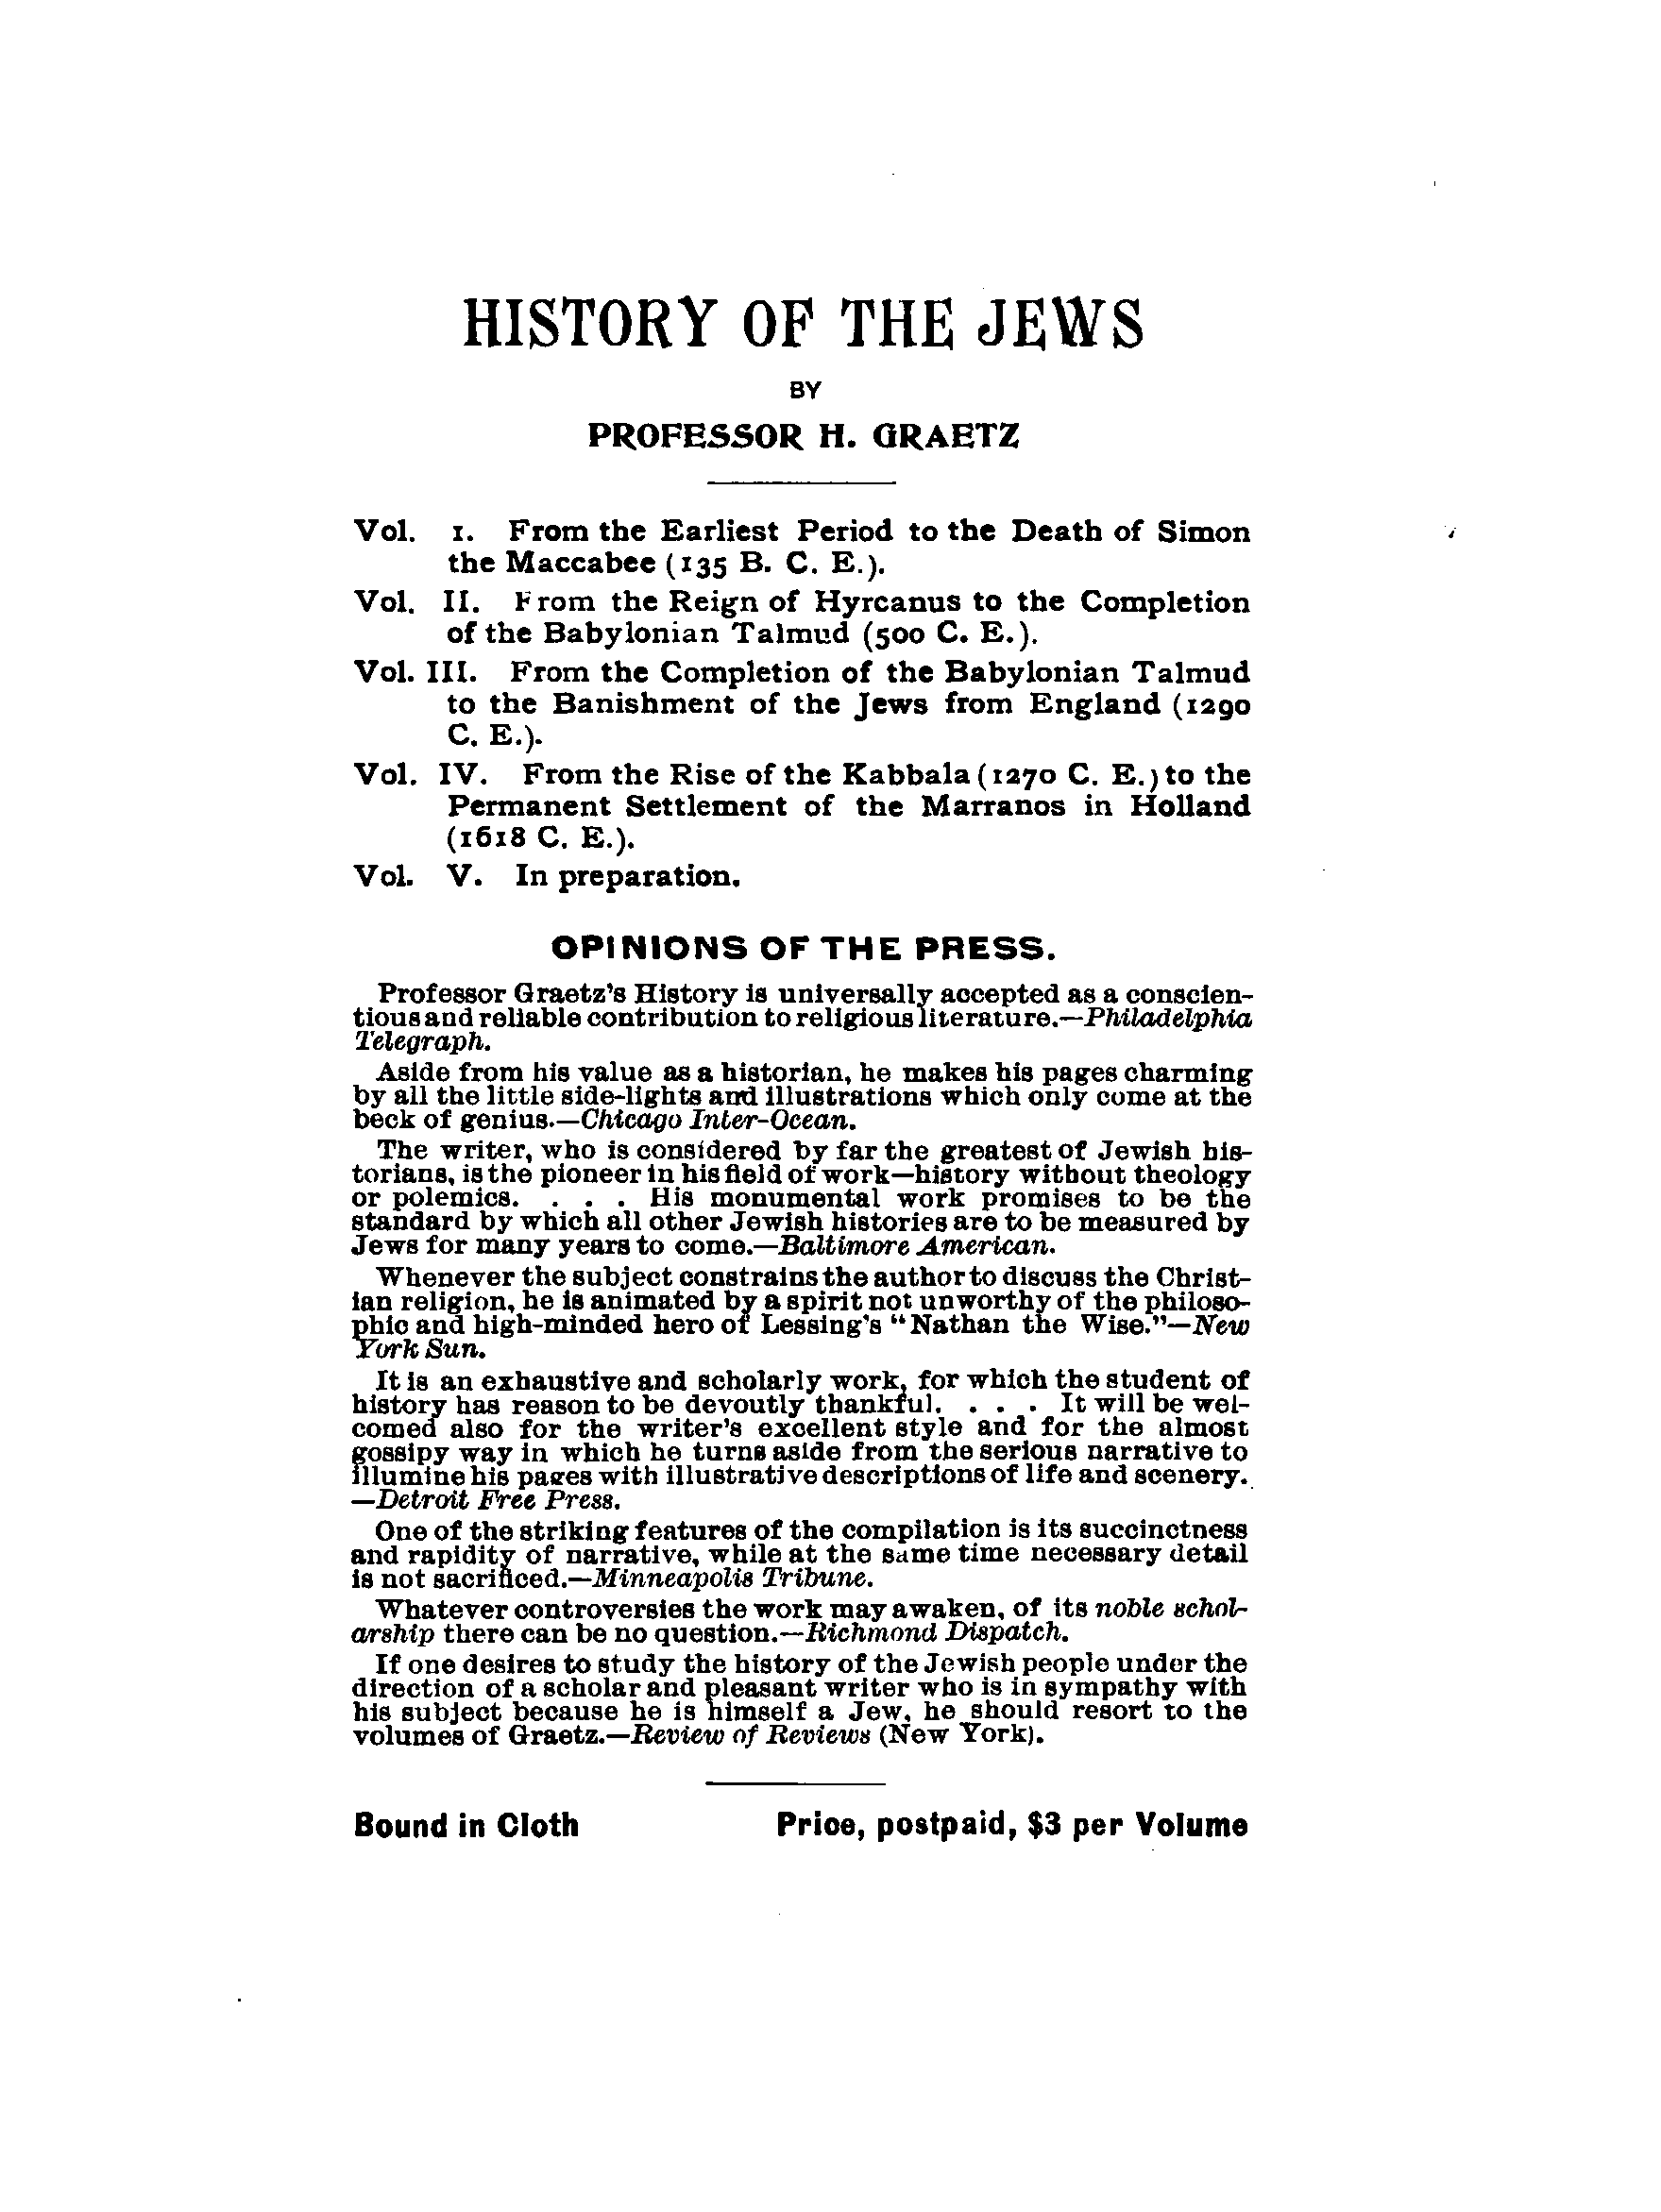 HISTORY OF THE JEWS
BY
PROFESSOR H. GRAETZ
Vol. I. From the Earliest Period to the Death of Simon
the Maccabee (135 B. C. E.).
Vol. II. From the Reign of Hyrcanus to the Completion
of the Babylonian Talmud (500 C. E.).
Vol. III. From the Completion of the Babylonian Talmud
to the Banishment of the Jews from England (1290
C. E.).
Vol. IV. From the Rise of the Kabbala (1270 C. E.) to the
Permanent Settlement of the Marranos in Holland
(1618 C. E.).
Vol. V. In preparation.
OPINIONS OF THE PRESS.
Professor Graetz's History is universally accepted as a conscien-
tious and reliable contribution to religious literature.—Philadelphia
Telegraph.
Aside from his value as a historian, he makes his pages charming
by all the little side-lights and illustrations which only come at the
beck of genius.—Chicago Inter-Ocean.
The writer, who is considered by far the greatest of Jewish his-
torians, is the pioneer in his field of work—history without theology
or polemics. . . . His monumental work promises to be the
standard by which all other Jewish histories are to be measured by
Jews for many years to come.—Baltimore American.
Whenever the subject constrains the author to discuss the Christ-
ian religion, he is animated by a spirit not unworthy of the philoso-
phic and high-minded hero of Lessing's "Nathan the Wise."—New
York Sun.
It is an exhaustive and scholarly work, for which the student of
history has reason to be devoutly thankful. . . . It will be wel-
comed also for the writer's excellent style and for the almost
gossipy way in which he turns aside from the serious narrative to
illumine his pages with illustrative descriptions of life and scenery.
—Detroit Free Press.
One of the striking features of the compilation is its succinctness
and rapidity of narrative, while at the same time necessary detail
is not sacrificed.—Minneapolis Tribune.
Whatever controversies the work may awaken, of its noble schol-
arship there can be no question.—Richmond Dispatch.
If one desires to study the history of the Jewish people under the
direction of a scholar and pleasant writer who is in sympathy with
his subject because he is himself a Jew, he should resort to the
volumes of Graetz.—Review of Reviews (New York).
Bound in Cloth Price, postpaid, $3 per Volume